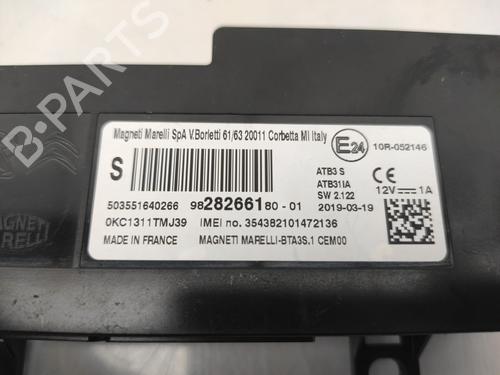 Magneti Marelli SpA V.Borletti 61/63 20011 Corbetta MI Italy
E24
10R-052146
S
ATB3 S
ATB31IA
SW 2.122
2019-03-19
CE
12V 1A
503551640266 9828266180-01
0KC1311TMJ39 IMEI no. 354382101472136
MADE IN FRANCE MAGNETI MARELLI-BTA3S.1 CEM00
MAGNETI
MARELLI
B-PARTS